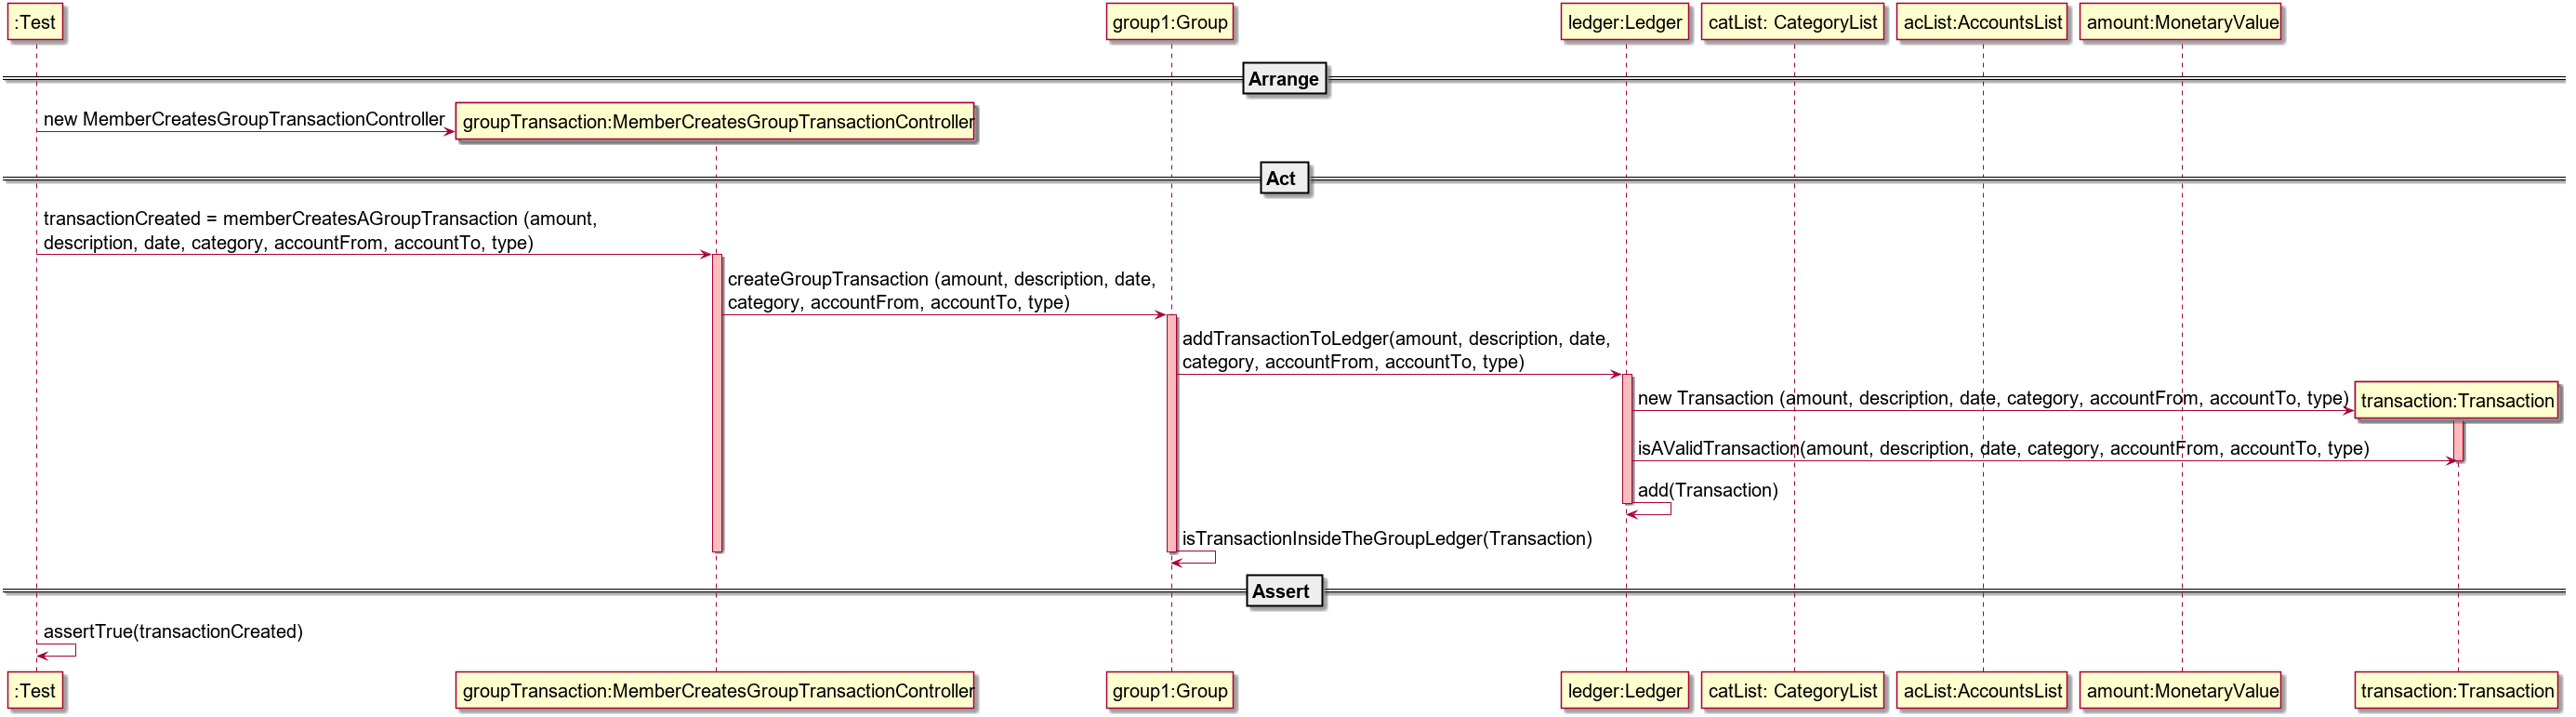 :Test
group1:Group
ledger:Ledger
catList: CategoryList
acList:AccountsList
amount:MonetaryValue
Arrange
new MemberCreatesGroupTransactionController
groupTransaction:MemberCreatesGroupTransactionController
Act
transactionCreated = memberCreatesAGroupTransaction (amount,
description, date, category, accountFrom, accountTo, type)
createGroupTransaction (amount, description, date,
category, accountFrom, accountTo, type)
addTransactionToLedger(amount, description, date,
category, accountFrom, accountTo, type)
new Transaction (amount, description, date, category, accountFrom, accountTo, type)
transaction:Transaction
isAValidTransaction(amount, description, date, category, accountFrom, accountTo, type)
add(Transaction)
isTransactionInsideTheGroupLedger(Transaction)
Assert
assertTrue(transactionCreated)
:Test
groupTransaction:MemberCreatesGroupTransactionController
group1:Group
ledger:Ledger
catList: CategoryList
acList:AccountsList
amount:MonetaryValue
transaction:Transaction